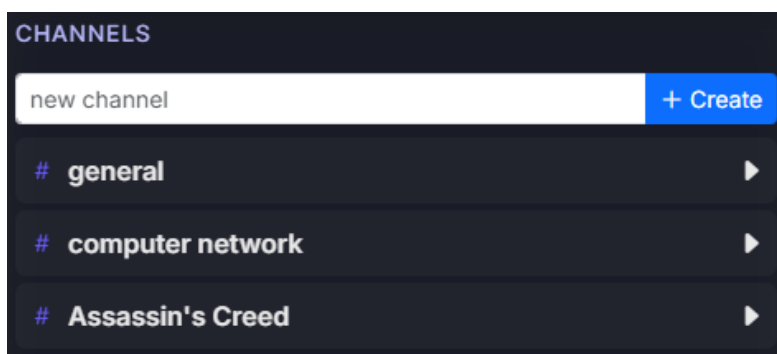 CHANNELS
new channel + Create
# general
# computer network
# Assassin's Creed